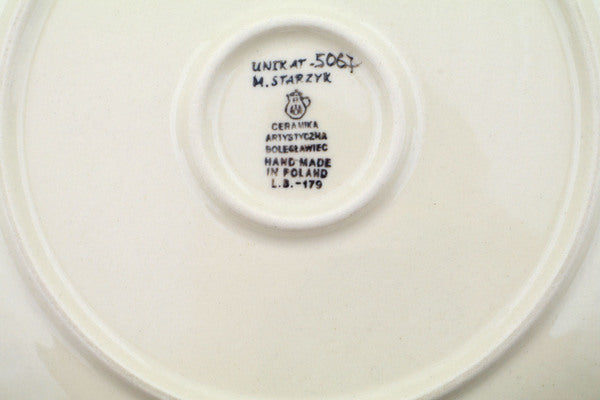 UNIKAT-5067
M. STARZYK
CERAMIKA
ARTYSTYCZNA
BOLESŁAWIEC
HAND MADE
IN POLAND
L.B.-179